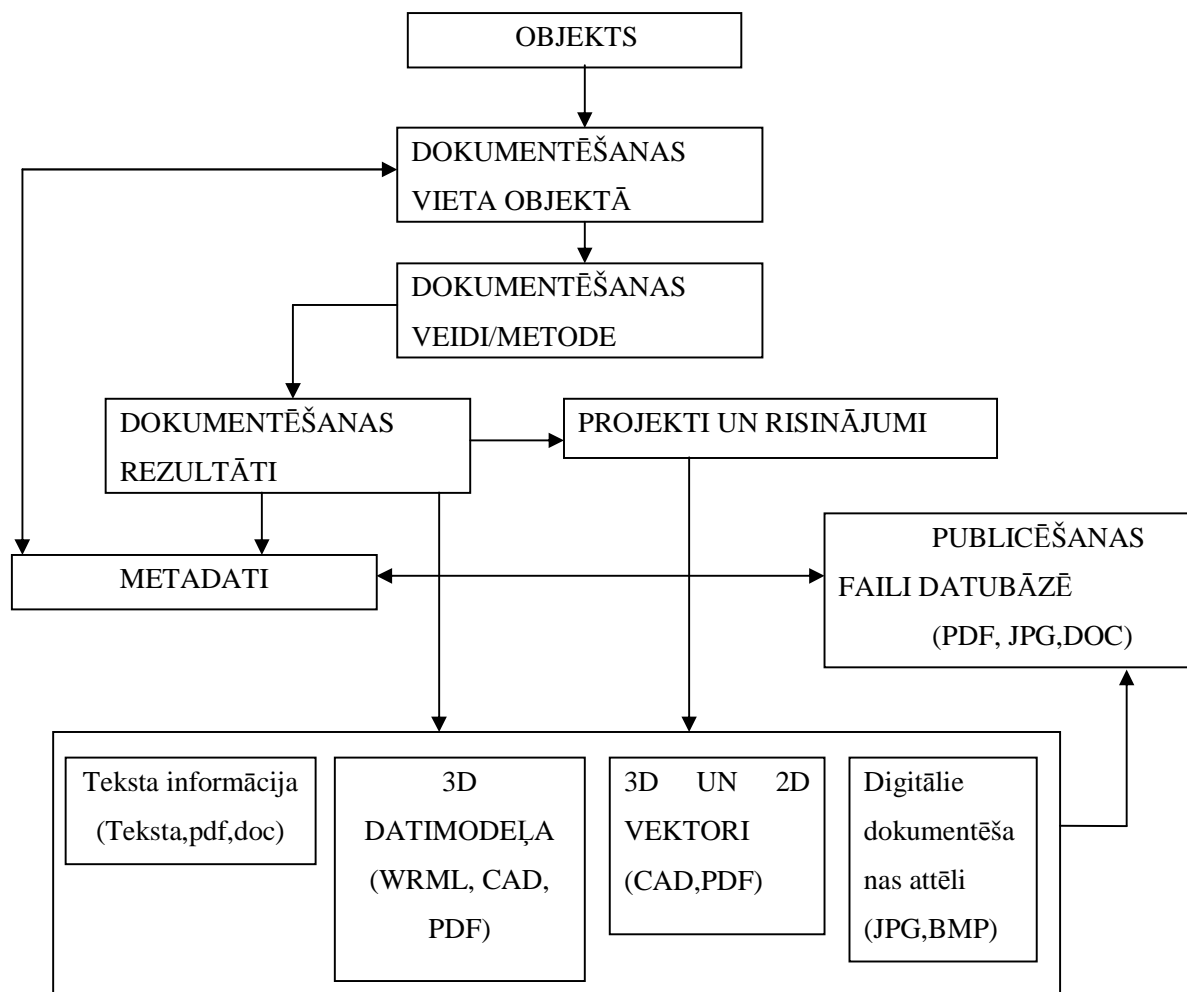 OBJEKTS
DOKUMENTĒŠANAS
VIETA OBJEKTĀ
DOKUMENTĒŠANAS
VEIDI/METODE
DOKUMENTĒŠANAS
REZULTĀTI
PROJEKTI UN RISINĀJUMI
METADATI
PUBLICĒŠANAS
FAILI DATUBĀZĒ
(PDF, JPG,DOC)
Teksta informācija
(Teksta,pdf,doc)
3D
DATIMODEĻA
(WRML, CAD,
PDF)
3D UN 2D
VEKTORI
(CAD,PDF)
Digitālie
dokumentēša
nas attēli
(JPG,BMP)